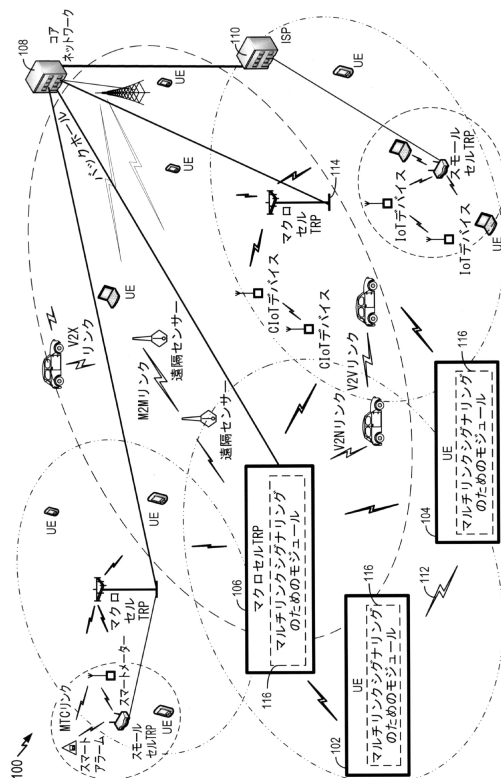 100
108
コア
ネットワーク
110
ISP
UE
UE
UE
バックホール
114
マクロ
セル
TRP
スモール
セルTRP
IoTデバイス
IoTデバイス
UE
UE
V2X
リンク
M2Mリンク
遠隔センサー
遠隔センサー
CIoTデバイス
CIoTデバイス
V2Vリンク
V2Nリンク
UE
UE
マクロ
セル
TRP
MTCリンク
スマート
アラーム
スマートメーター
スモール
セルTRP
UE
106
マクロセルTRP
マルチリンクシグナリング
のためのモジュール
116
102
UE
マルチリンクシグナリング
のためのモジュール
116
104
UE
マルチリンクシグナリング
のためのモジュール
116
112